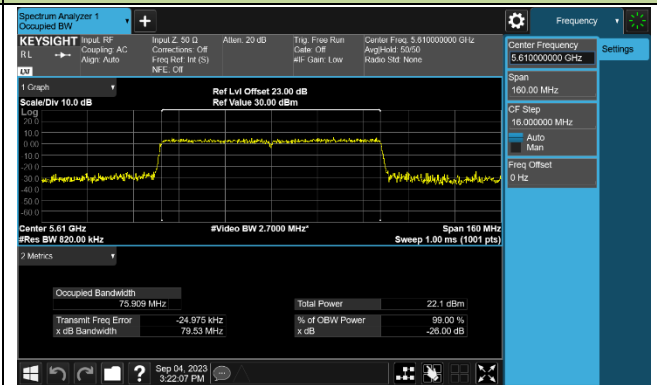 Spectrum Analyzer 1
Occupied BW
+
Frequency
KEYSIGHT
Input: RF
Input Z: 50 Ω
Atten: 20 dB
Trig: Free Run
Center Freq: 5.610000000 GHz
RL
Coupling: AC
Corrections: Off
Gate: Off
Avg|Hold: 50/50
Align: Auto
Freq Ref: Int (S)
#IF Gain: Low
Radio Std: None
NFE: Off
LXI
Center Frequency
5.610000000 GHz
Settings
Span
160.00 MHz
CF Step
16.000000 MHz
Auto
Man
Freq Offset
0 Hz
1 Graph
Ref Lvl Offset 23.00 dB
Scale/Div 10.0 dB
Ref Value 30.00 dBm
Log
20.0
10.0
0.00
-10.0
-20.0
-30.0
-40.0
-50.0
-60.0
Center 5.61 GHz
#Video BW 2.7000 MHz*
Span 160 MHz
#Res BW 820.00 kHz
Sweep 1.00 ms (1001 pts)
2 Metrics
Occupied Bandwidth
75.909 MHz
Total Power
22.1 dBm
Transmit Freq Error
-24.975 kHz
% of OBW Power
99.00 %
x dB Bandwidth
79.53 MHz
x dB
-26.00 dB
?
Sep 04, 2023
3:22:07 PM